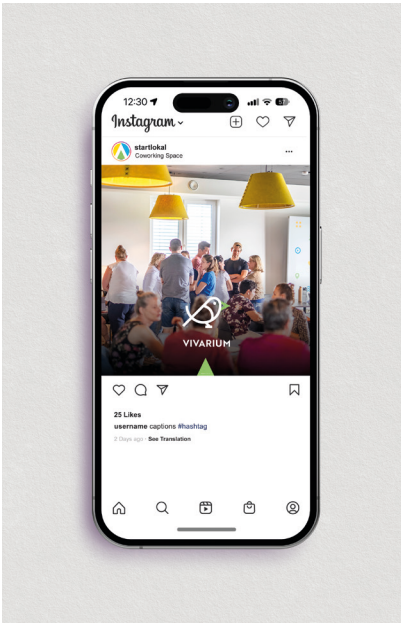 12:30
Instagram
startlokal
Coworking Space
VIVARIUM
25 Likes
username captions #hashtag
2 Days ago · See Translation